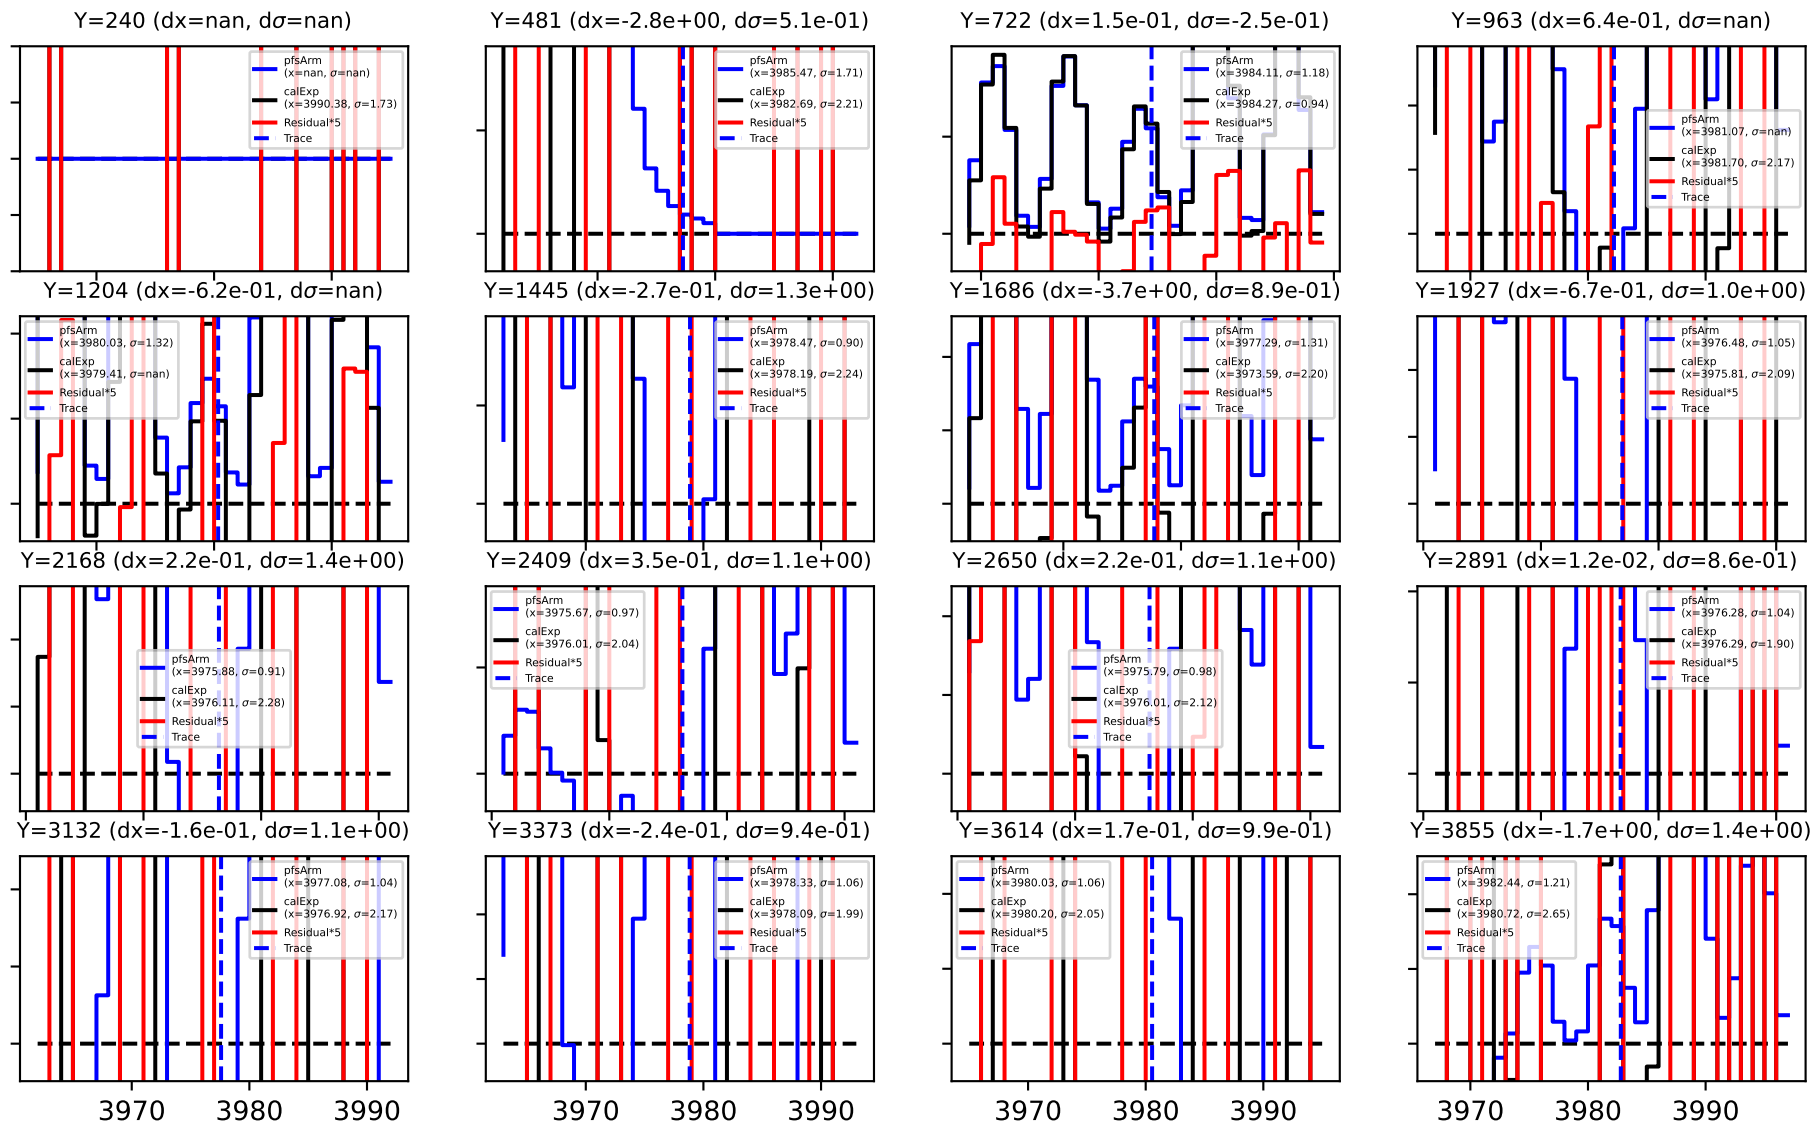 Y=240 (dx=nan, dσ=nan)
pfsArm
(x=nan, σ=nan)
calExp
(x=3990.38, σ=1.73)
Residual*5
Trace
Y=481 (dx=-2.8e+00, dσ=5.1e-01)
pfsArm
(x=3985.47, σ=1.71)
calExp
(x=3982.69, σ=2.21)
Residual*5
Trace
Y=722 (dx=1.5e-01, dσ=-2.5e-01)
pfsArm
(x=3984.11, σ=1.18)
calExp
(x=3984.27, σ=0.94)
Residual*5
Trace
Y=963 (dx=6.4e-01, dσ=nan)
pfsArm
(x=3981.07, σ=nan)
calExp
(x=3981.70, σ=2.17)
Residual*5
Trace
Y=1204 (dx=-6.2e-01, dσ=nan)
pfsArm
(x=3980.03, σ=1.32)
calExp
(x=3979.41, σ=nan)
Residual*5
Trace
Y=1445 (dx=-2.7e-01, dσ=1.3e+00)
pfsArm
(x=3978.47, σ=0.90)
calExp
(x=3978.19, σ=2.24)
Residual*5
Trace
Y=1686 (dx=-3.7e+00, dσ=8.9e-01)
pfsArm
(x=3977.29, σ=1.31)
calExp
(x=3973.59, σ=2.20)
Residual*5
Trace
Y=1927 (dx=-6.7e-01, dσ=1.0e+00)
pfsArm
(x=3976.48, σ=1.05)
calExp
(x=3975.81, σ=2.09)
Residual*5
Trace
Y=2168 (dx=2.2e-01, dσ=1.4e+00)
pfsArm
(x=3975.88, σ=0.91)
calExp
(x=3976.11, σ=2.28)
Residual*5
Trace
Y=2409 (dx=3.5e-01, dσ=1.1e+00)
pfsArm
(x=3975.67, σ=0.97)
calExp
(x=3976.01, σ=2.04)
Residual*5
Trace
Y=2650 (dx=2.2e-01, dσ=1.1e+00)
pfsArm
(x=3975.79, σ=0.98)
calExp
(x=3976.01, σ=2.12)
Residual*5
Trace
Y=2891 (dx=1.2e-02, dσ=8.6e-01)
pfsArm
(x=3976.28, σ=1.04)
calExp
(x=3976.29, σ=1.90)
Residual*5
Trace
Y=3132 (dx=-1.6e-01, dσ=1.1e+00)
pfsArm
(x=3977.08, σ=1.04)
calExp
(x=3976.92, σ=2.17)
Residual*5
Trace
Y=3373 (dx=-2.4e-01, dσ=9.4e-01)
pfsArm
(x=3978.33, σ=1.06)
calExp
(x=3978.09, σ=1.99)
Residual*5
Trace
Y=3614 (dx=1.7e-01, dσ=9.9e-01)
pfsArm
(x=3980.03, σ=1.06)
calExp
(x=3980.20, σ=2.05)
Residual*5
Trace
Y=3855 (dx=-1.7e+00, dσ=1.4e+00)
pfsArm
(x=3982.44, σ=1.21)
calExp
(x=3980.72, σ=2.65)
Residual*5
Trace
3970 3980 3990
3970 3980 3990
3970 3980 3990
3970 3980 3990